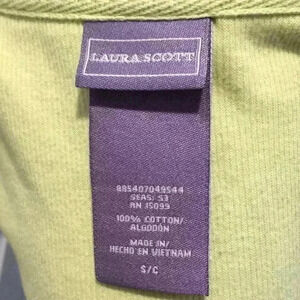 LAURA SCOTT
885407049544
SEAS: S3
RN 15099
100% COTTON/
ALGODÓN
MADE IN/
HECHO EN VIETNAM
S/C